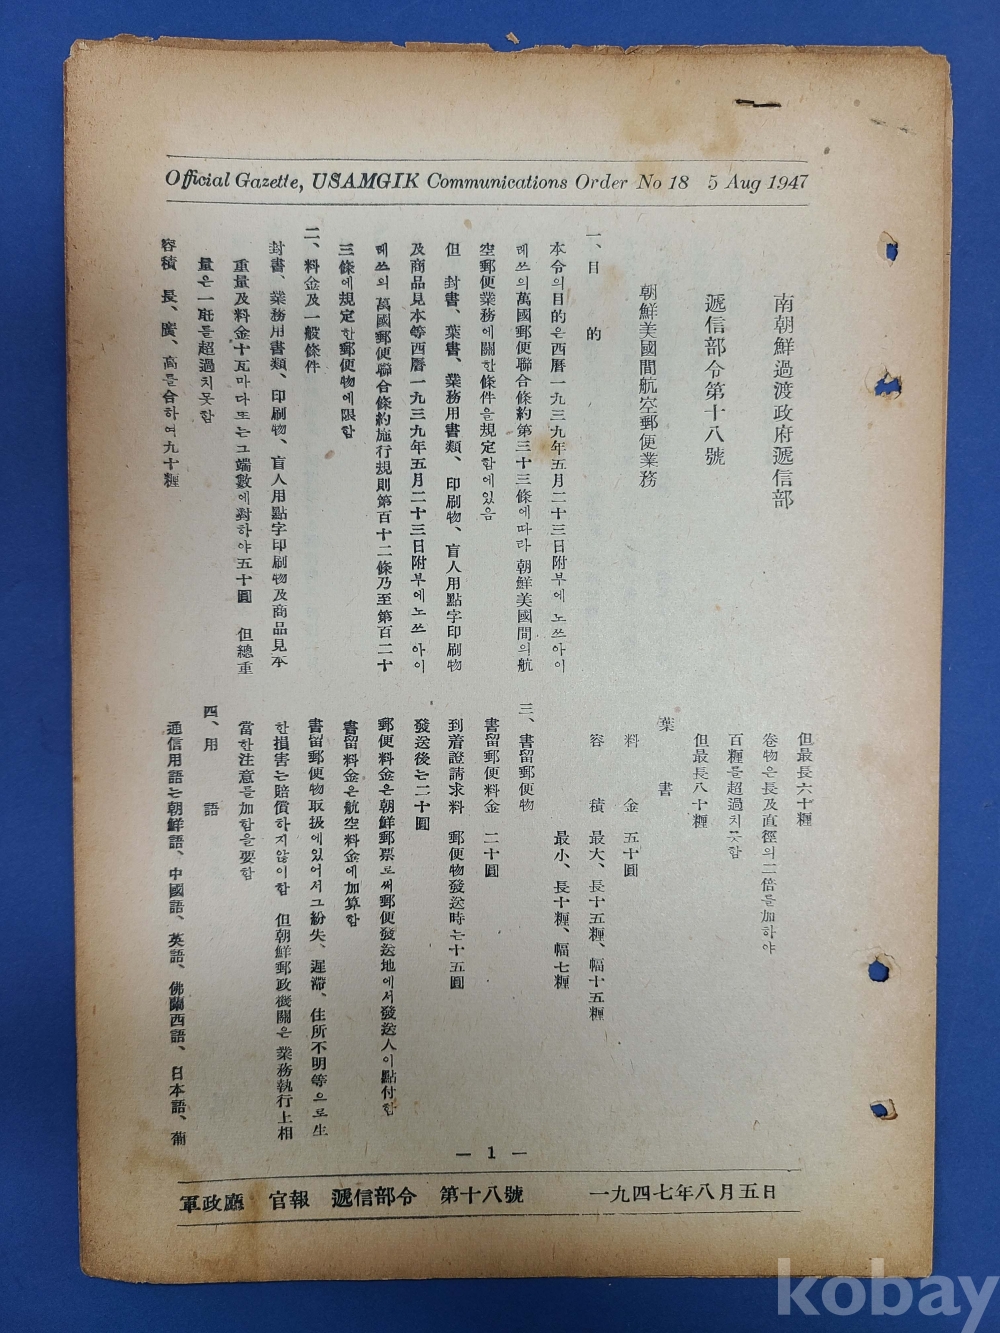 Official Gazette, USAMGIK Communications Order No 18 5 Aug 1947
南朝鮮過渡政府遞信部
遞信部令第十八號
朝鮮美國間航空郵便業務
一、目 的
本令의目的은西曆一九三九年五月二十三日附부에노쓰아이
레쓰의萬國郵便聯合條約第三十三條에따라朝鮮美國間의航
空郵便業務에關한條件을規定함에있음
但 封書、葉書、業務用書類、印刷物、盲人用點字印刷物
及商品見本等西曆一九三九年五月二十三日附부에노쓰아이
레쓰의萬國郵便聯合條約施行規則第百十二條乃至第百二十
三條에規定한郵便物에限함
二、料金及一般條件
封書、業務用書類、印刷物、盲人用點字印刷物及商品見本
重量及料金十瓦마다또는그端數에對하야五十圓 但總重
量은一瓩를超過치못함
容積 長、廣、高를合하여九十糎
但最長六十糎
卷物은長及直徑의二倍를加하야
百糎를超過치못함
但最長八十糎
葉 書
料 金 五十圓
容 積 最大、長十五糎、幅十五糎
最小、長十糎、幅七糎
三、書留郵便物
書留郵便料金 二十圓
到着證請求料 郵便物發送時는十五圓
發送後는二十圓
郵便料金은朝鮮郵票로써郵便發送地에서發送人이點付함
書留料金은航空料金에加算함
書留郵便物取扱에있어서그紛失、遲滯、住所不明等으로生
한損害는賠償하지않이함 但朝鮮郵政機關은業務執行上相
當한注意를加함을要함
四、用 語
通信用語는朝鮮語、中國語、英語、佛蘭西語、日本語、葡
— 1 —
軍政廳 官報 遞信部令 第十八號 一九四七年八月五日
kobay